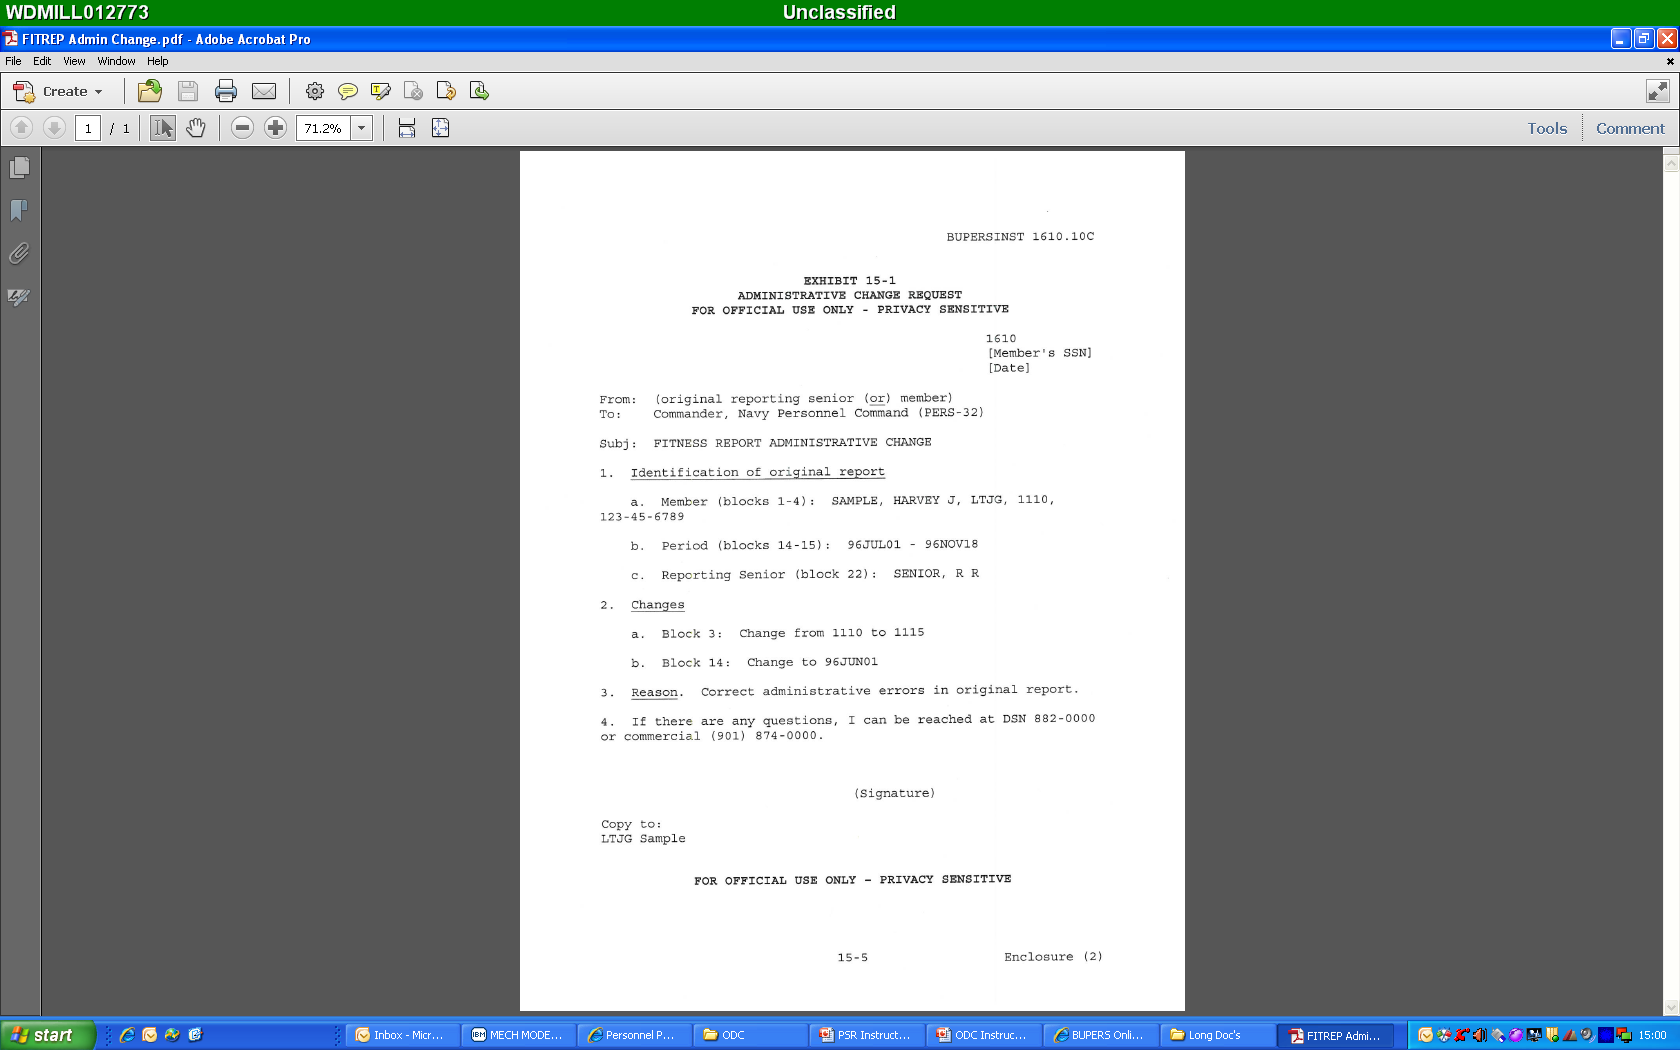 WDMILL012773
Unclassified
FITREP Admin Change.pdf - Adobe Acrobat Pro
File Edit View Window Help
Create
1 / 1 71.2% Tools Comment
BUPERSINST 1610.10C
EXHIBIT 15-1
ADMINISTRATIVE CHANGE REQUEST
FOR OFFICIAL USE ONLY - PRIVACY SENSITIVE
1610
[Member's SSN]
[Date]
From: (original reporting senior (or) member)
To: Commander, Navy Personnel Command (PERS-32)
Subj: FITNESS REPORT ADMINISTRATIVE CHANGE
1. Identification of original report
a. Member (blocks 1-4): SAMPLE, HARVEY J, LTJG, 1110,
123-45-6789
b. Period (blocks 14-15): 96JUL01 - 96NOV18
c. Reporting Senior (block 22): SENIOR, R R
2. Changes
a. Block 3: Change from 1110 to 1115
b. Block 14: Change to 96JUN01
3. Reason. Correct administrative errors in original report.
4. If there are any questions, I can be reached at DSN 882-0000
or commercial (901) 874-0000.
(Signature)
Copy to:
LTJG Sample
FOR OFFICIAL USE ONLY - PRIVACY SENSITIVE
15-5 Enclosure (2)
start Inbox - Micr... IBM MECH MODE... Personnel P... ODC PSR Instruct... ODC Instruc... BUPERS Onli... Long Doc's FITREP Admi... 15:00